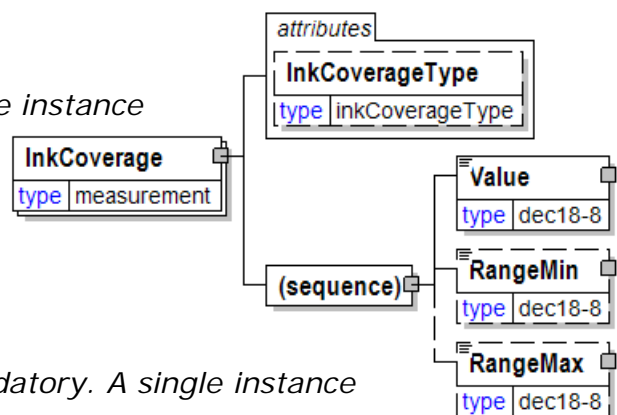 attributes
InkCoverageType
type inkCoverageType
instance
InkCoverage
type measurement
Value
type dec18-8
(sequence)
RangeMin
type dec18-8
RangeMax
type dec18-8
A single instance